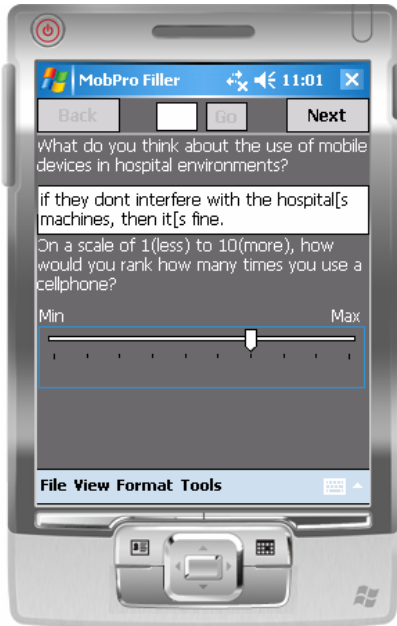 MobPro Filler 11:01
Back Go Next
What do you think about the use of mobile
devices in hospital environments?
if they dont interfere with the hospital[s
machines, then it[s fine.
On a scale of 1(less) to 10(more), how
would you rank how many times you use a
cellphone?
Min Max
File View Format Tools